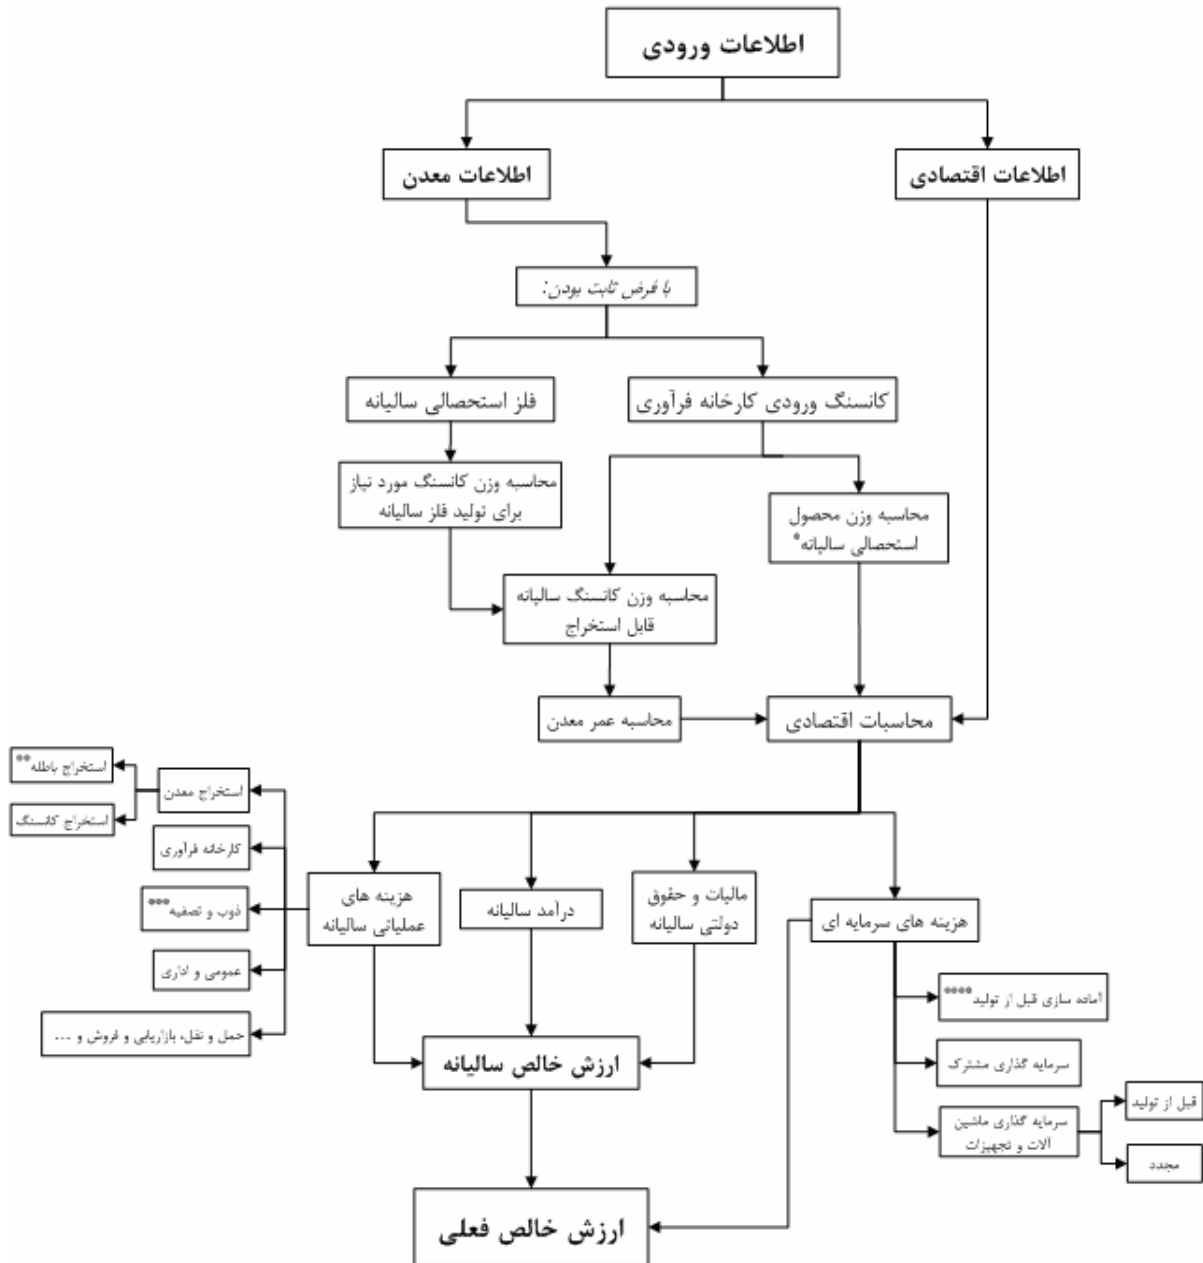 اطلاعات ورودی
اطلاعات معدن
اطلاعات اقتصادی
با فرض ثابت بودن:
فلز استحصالی سالیانه
کانسنگ ورودی کارخانه فرآوری
محاسبه وزن کانسنگ مورد نیاز
برای تولید فلز سالیانه
محاسبه وزن محصول
استحصالی سالیانه*
محاسبه وزن کانسنگ سالیانه
قابل استخراج
محاسبه عمر معدن
محاسبات اقتصادی
استخراج باطله**
استخراج کانسنگ
استخراج معدن
کارخانه فرآوری
ذوب و تصفیه***
عمومی و اداری
حمل و نقل، بازاریابی و فروش و ...
هزینه های
عملیاتی سالیانه
درآمد سالیانه
مالیات و حقوق
دولتی سالیانه
هزینه های سرمایه ای
آماده سازی قبل از تولید****
سرمایه گذاری مشترک
سرمایه گذاری ماشین
آلات و تجهیزات
قبل از تولید
مجدد
ارزش خالص سالیانه
ارزش خالص فعلی